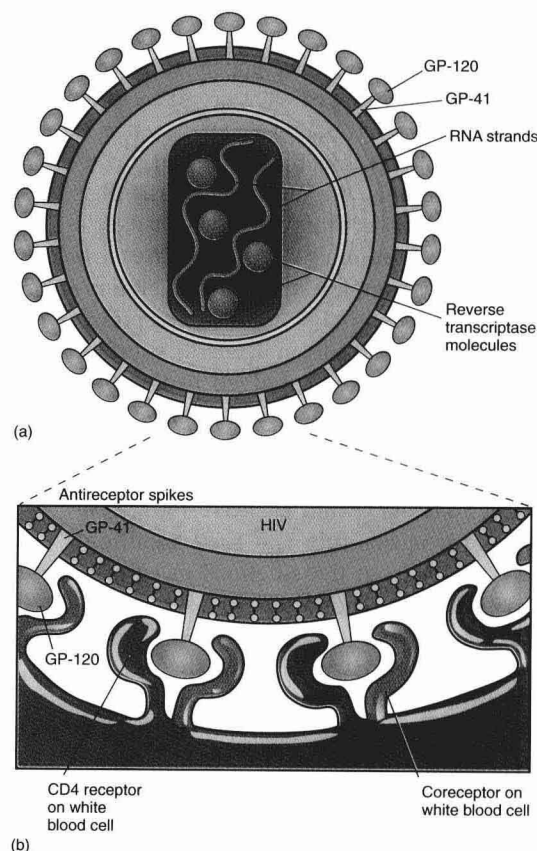 GP-120
GP-41
RNA strands
Reverse
transcriptase
molecules
(a)
Antireceptor spikes
GP-41
HIV
GP-120
CD4 receptor
on white
blood cell
Coreceptor on
white blood cell
(b)